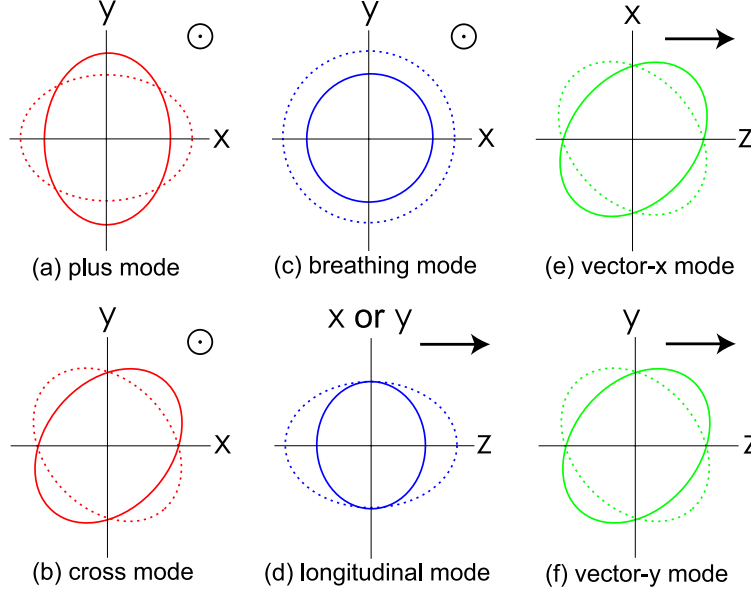 y
X
(a) plus mode
y
X
(c) breathing mode
X
Z
(e) vector-x mode
y
X
(b) cross mode
x or y
Z
(d) longitudinal mode
y
Z
(f) vector-y mode